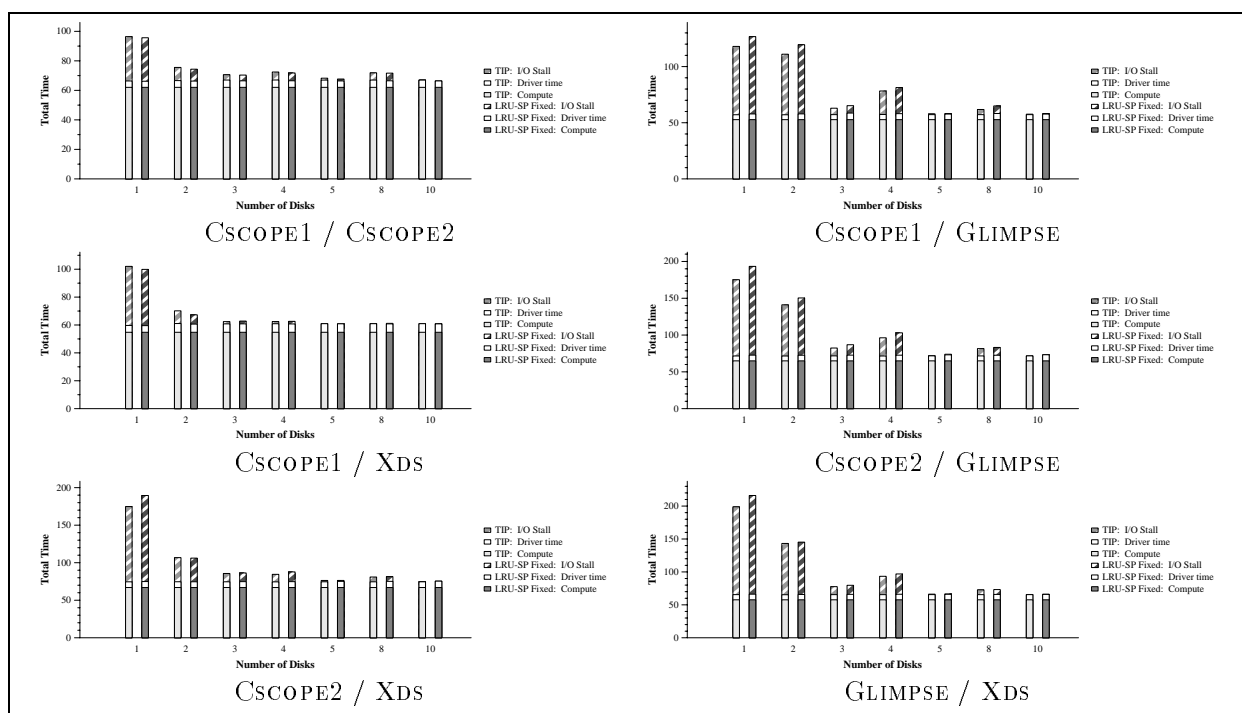 100
80
60
40
20
0
Total Time
1 2 3 4 5 8 10
Number of Disks
TIP: I/O Stall
TIP: Driver time
TIP: Compute
LRU-SP Fixed: I/O Stall
LRU-SP Fixed: Driver time
LRU-SP Fixed: Compute
CSCOPE1 / CSCOPE2
100
50
0
Total Time
1 2 3 4 5 8 10
Number of Disks
TIP: I/O Stall
TIP: Driver time
TIP: Compute
LRU-SP Fixed: I/O Stall
LRU-SP Fixed: Driver time
LRU-SP Fixed: Compute
CSCOPE1 / GLIMPSE
100
80
60
40
20
0
Total Time
1 2 3 4 5 8 10
Number of Disks
TIP: I/O Stall
TIP: Driver time
TIP: Compute
LRU-SP Fixed: I/O Stall
LRU-SP Fixed: Driver time
LRU-SP Fixed: Compute
CSCOPE1 / XDS
200
150
100
50
0
Total Time
1 2 3 4 5 8 10
Number of Disks
TIP: I/O Stall
TIP: Driver time
TIP: Compute
LRU-SP Fixed: I/O Stall
LRU-SP Fixed: Driver time
LRU-SP Fixed: Compute
CSCOPE2 / GLIMPSE
200
150
100
50
0
Total Time
1 2 3 4 5 8 10
Number of Disks
TIP: I/O Stall
TIP: Driver time
TIP: Compute
LRU-SP Fixed: I/O Stall
LRU-SP Fixed: Driver time
LRU-SP Fixed: Compute
CSCOPE2 / XDS
200
150
100
50
0
Total Time
1 2 3 4 5 8 10
Number of Disks
TIP: I/O Stall
TIP: Driver time
TIP: Compute
LRU-SP Fixed: I/O Stall
LRU-SP Fixed: Driver time
LRU-SP Fixed: Compute
GLIMPSE / XDS